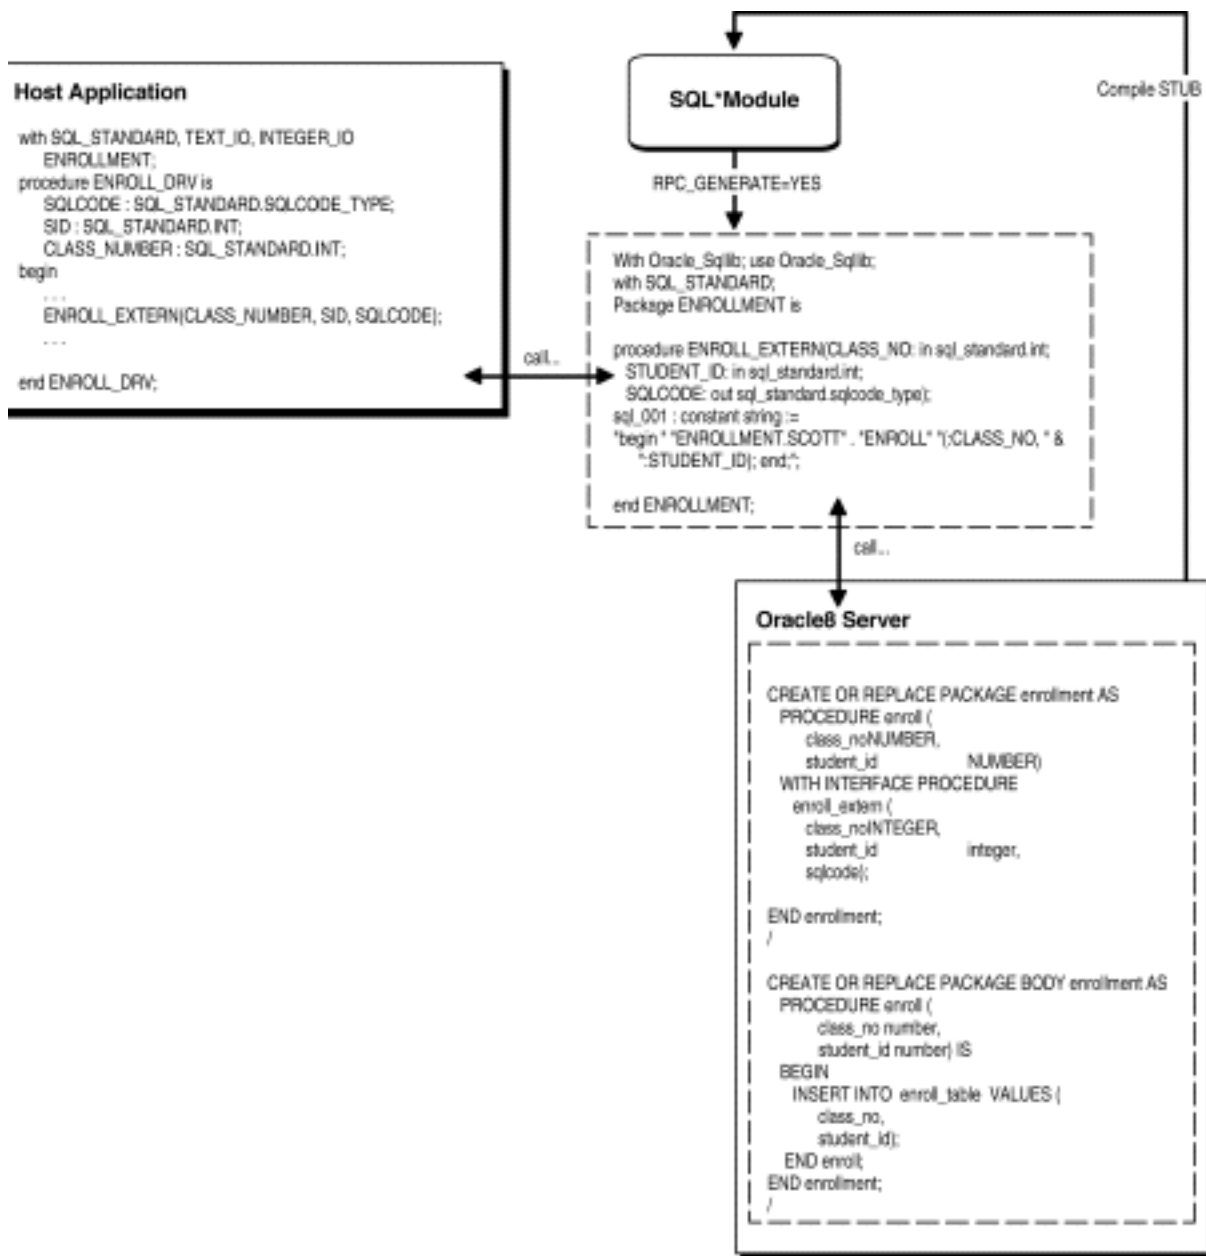 Host Application
with SQL_STANDARD, TEXT_IO, INTEGER_IO
ENROLLMENT;
procedure ENROLL_DRV is
SQLCODE : SQL_STANDARD.SQLCODE_TYPE;
SID : SQL_STANDARD.INT;
CLASS_NUMBER : SQL_STANDARD.INT;
begin
. . .
ENROLL_EXTERN(CLASS_NUMBER, SID, SQLCODE);
. . .
end ENROLL_DRV;
SQL*Module
Compile STUB
RPC_GENERATE=YES
With Oracle_Sqllib; use Oracle_Sqllib;
with SQL_STANDARD;
Package ENROLLMENT is
procedure ENROLL_EXTERN(CLASS_NO: in sql_standard.int;
STUDENT_ID: in sql_standard.int;
SQLCODE: out sql_standard.sqlcode_type);
sql_001 : constant string :=
"begin " "ENROLLMENT.SCOTT" . "ENROLL" "(:CLASS_NO, " &
":STUDENT_ID(; end;";
end ENROLLMENT;
call...
call...
Oracle8 Server
CREATE OR REPLACE PACKAGE enrollment AS
PROCEDURE enroll (
class_noNUMBER,
student_id NUMBER)
WITH INTERFACE PROCEDURE
enroll_extern (
class_noINTEGER,
student_id integer,
sqlcode);
END enrollment;
/
CREATE OR REPLACE PACKAGE BODY enrollment AS
PROCEDURE enroll (
class_no number,
student_id number) IS
BEGIN
INSERT INTO enroll_table VALUES (
class_no,
student_id);
END enroll;
END enrollment;
/